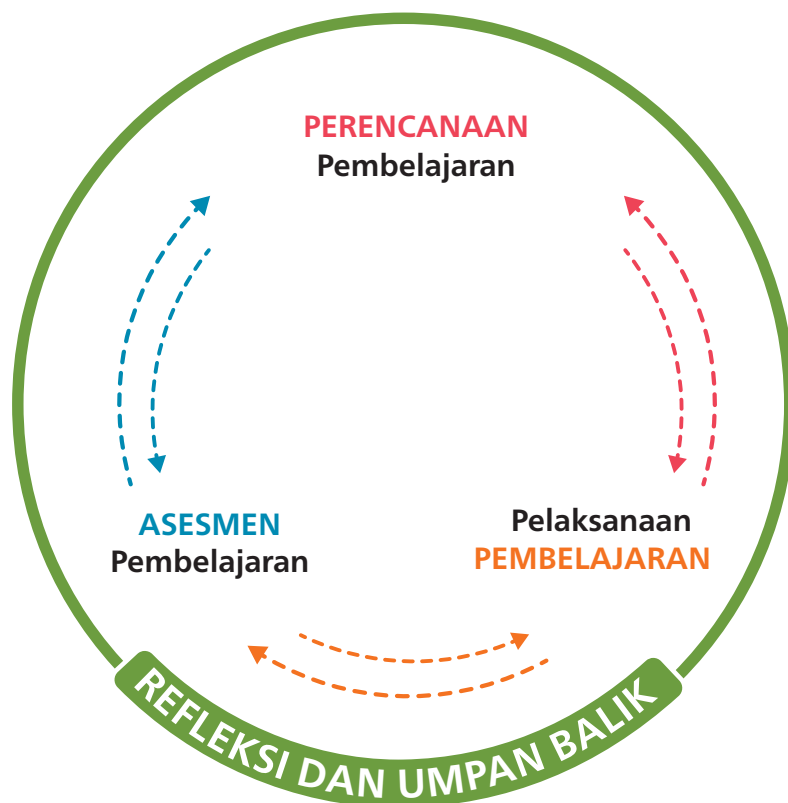 PERENCANAAN
Pembelajaran
ASESMEN
Pembelajaran
Pelaksanaan
PEMBELAJARAN
REFLEKSI DAN UMPAN BALIK